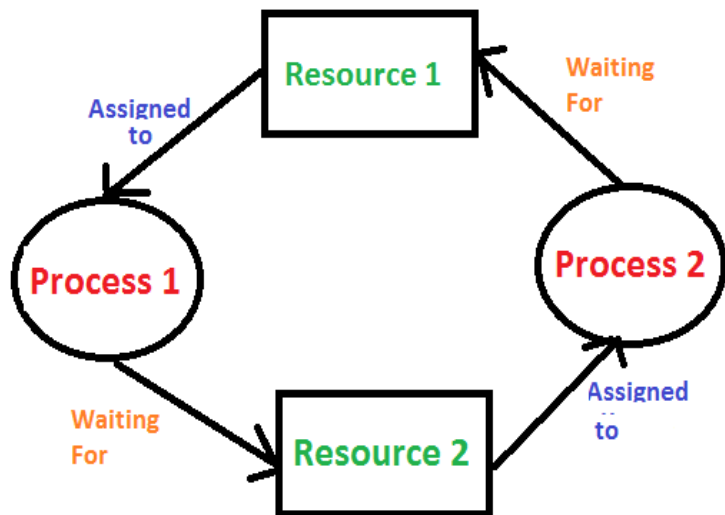 Resource 1
Waiting
For
Assigned
to
Process 1
Process 2
Waiting
For
Resource 2
Assigned
to